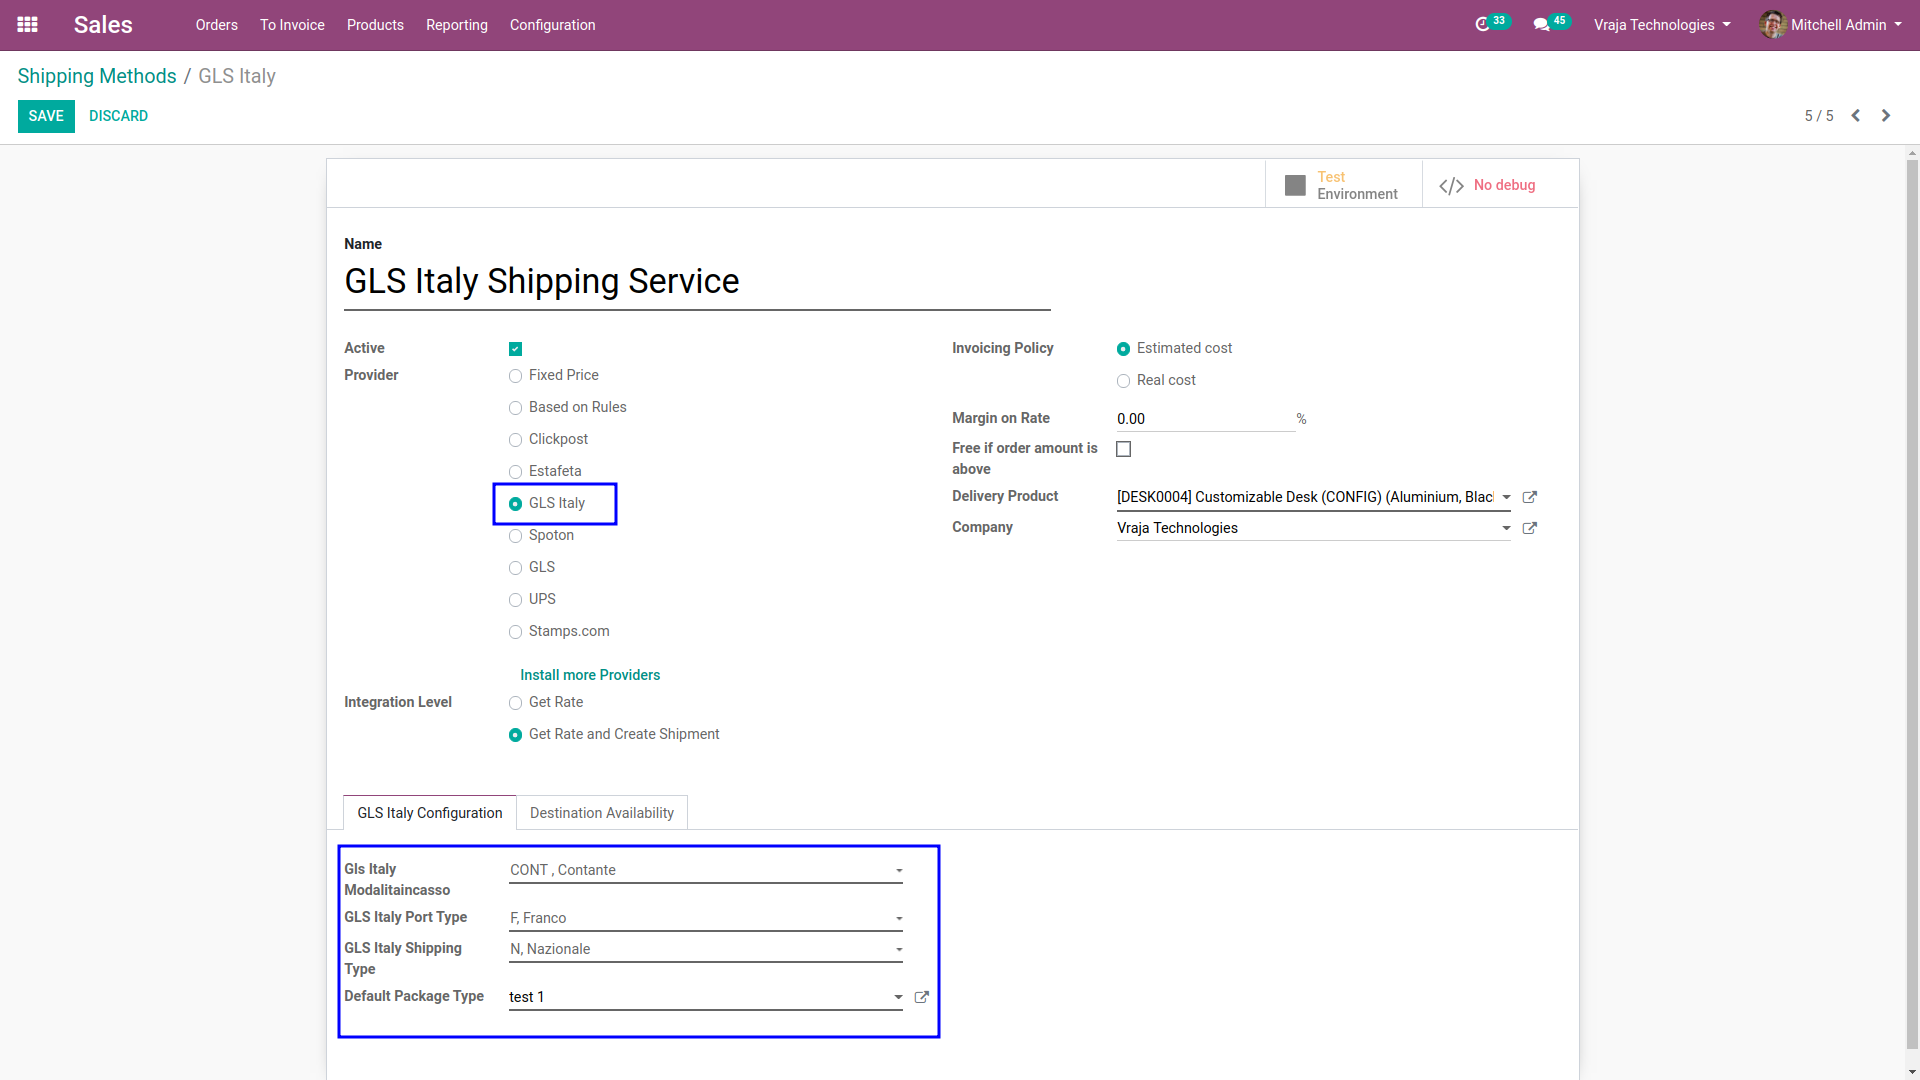 Sales
Orders
To Invoice
Products
Reporting
Configuration
33
45
Vraja Technologies
Mitchell Admin
Shipping Methods / GLS Italy
SAVE
DISCARD
5 / 5
Test
Environment
</> No debug
Name
GLS Italy Shipping Service
Active
Provider
Fixed Price
Based on Rules
Clickpost
Estafeta
GLS Italy
Spoton
GLS
UPS
Stamps.com
Install more Providers
Integration Level
Get Rate
Get Rate and Create Shipment
Invoicing Policy
Estimated cost
Real cost
Margin on Rate
0.00 %
Free if order amount is
above
Delivery Product
[DESK0004] Customizable Desk (CONFIG) (Aluminium, Blac
Company
Vraja Technologies
GLS Italy Configuration
Destination Availability
Gls Italy
Modalitaincasso
CONT , Contante
GLS Italy Port Type
F, Franco
GLS Italy Shipping
Type
N, Nazionale
Default Package Type
test 1